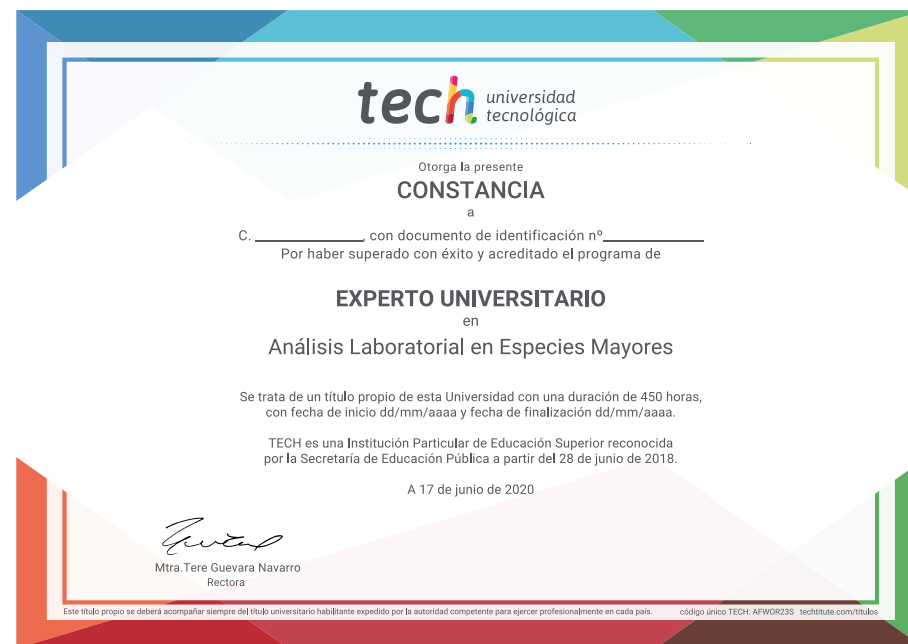 tech universidad
tecnológica
Otorga la presente
CONSTANCIA
a
C. ____________, con documento de identificación nº____________
Por haber superado con éxito y acreditado el programa de
EXPERTO UNIVERSITARIO
en
Análisis Laboratorial en Especies Mayores
Se trata de un título propio de esta Universidad con una duración de 450 horas,
con fecha de inicio dd/mm/aaaa y fecha de finalización dd/mm/aaaa.
TECH es una Institución Particular de Educación Superior reconocida
por la Secretaría de Educación Pública a partir del 28 de junio de 2018.
A 17 de junio de 2020
Mtra.Tere Guevara Navarro
Rectora
Este título propio se deberá acompañar siempre del título universitario habilitante expedido por la autoridad competente para ejercer profesionalmente en cada país. código único TECH: AFWOR23S techtitute.com/titulos